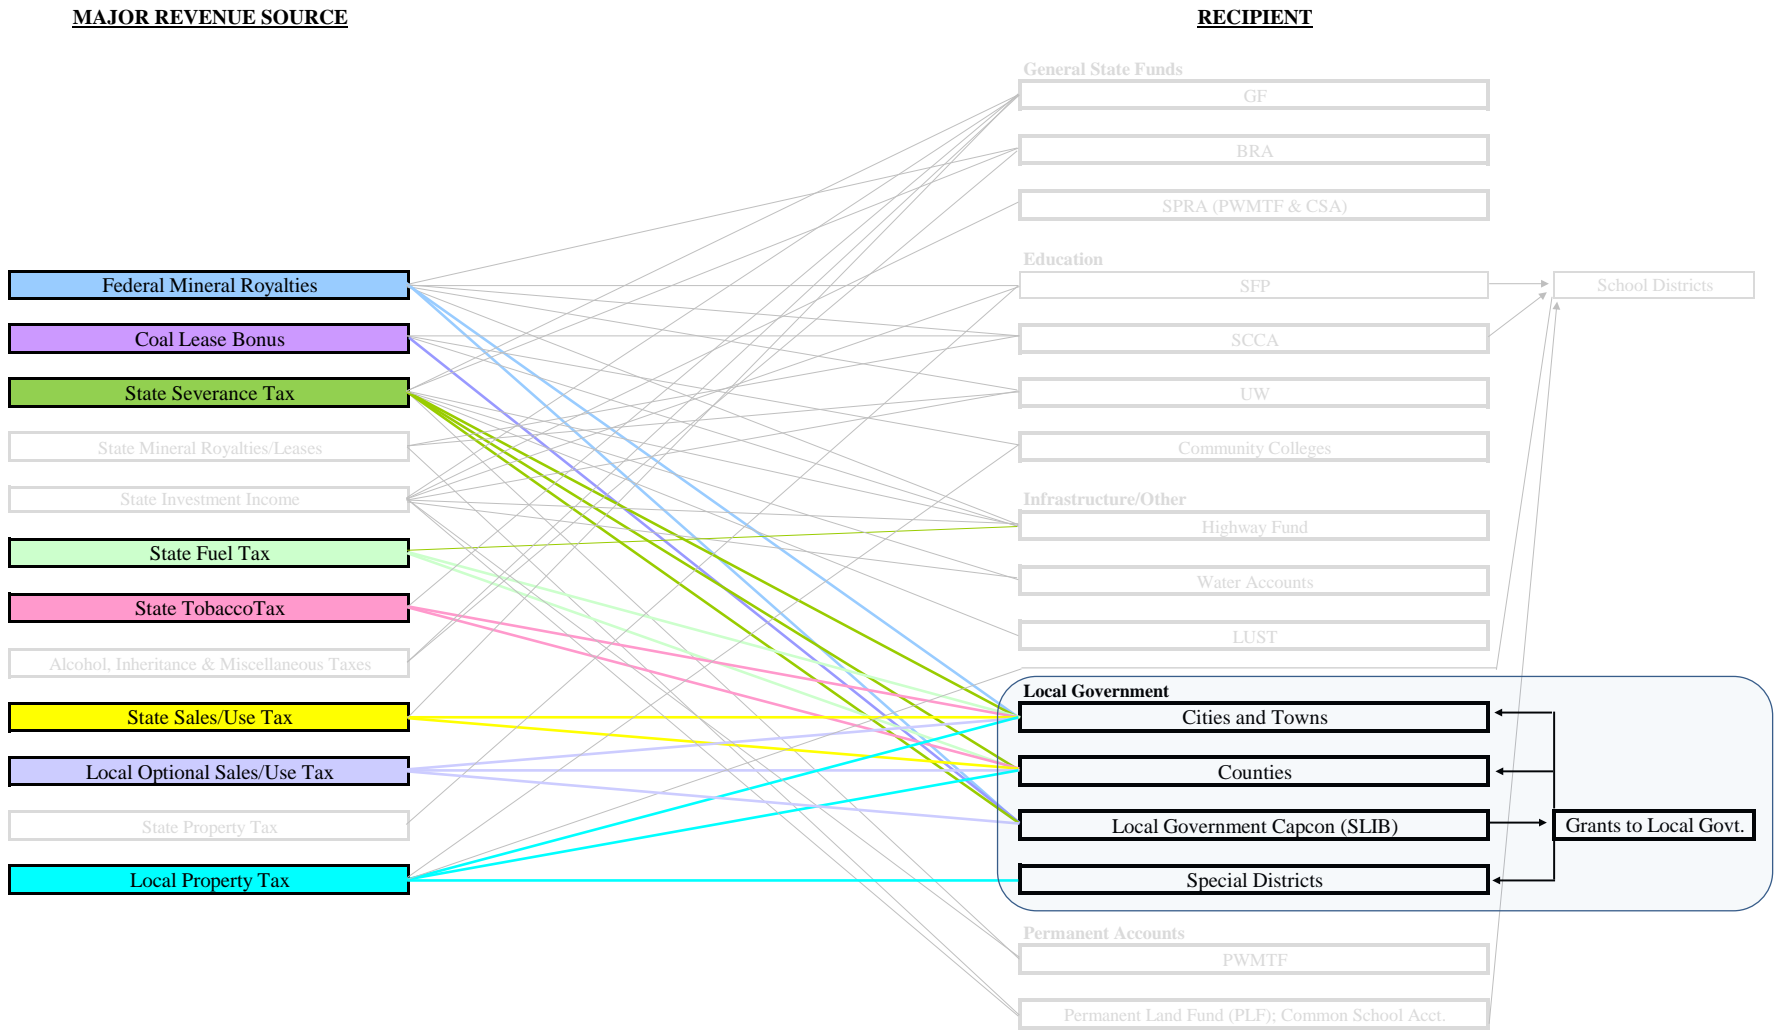 MAJOR REVENUE SOURCE
RECIPIENT
General State Funds
GF
BRA
SPRA (PWMTF & CSA)
Education
Federal Mineral Royalties
SFP
School Districts
Coal Lease Bonus
SCCA
State Severance Tax
UW
State Mineral Royalties/Leases
Community Colleges
State Investment Income
Infrastructure/Other
Highway Fund
State Fuel Tax
Water Accounts
State TobaccoTax
LUST
Alcohol, Inheritance & Miscellaneous Taxes
Local Government
State Sales/Use Tax
Cities and Towns
Local Optional Sales/Use Tax
Counties
State Property Tax
Local Government Capcon (SLIB)
Grants to Local Govt.
Local Property Tax
Special Districts
Permanent Accounts
PWMTF
Permanent Land Fund (PLF); Common School Acct.